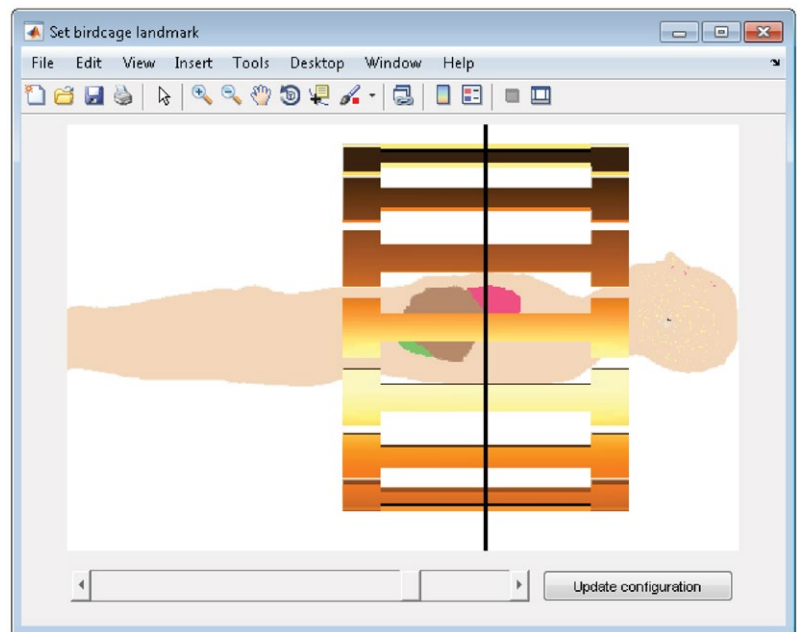 Set birdcage landmark
File Edit View Insert Tools Desktop Window Help
Update configuration